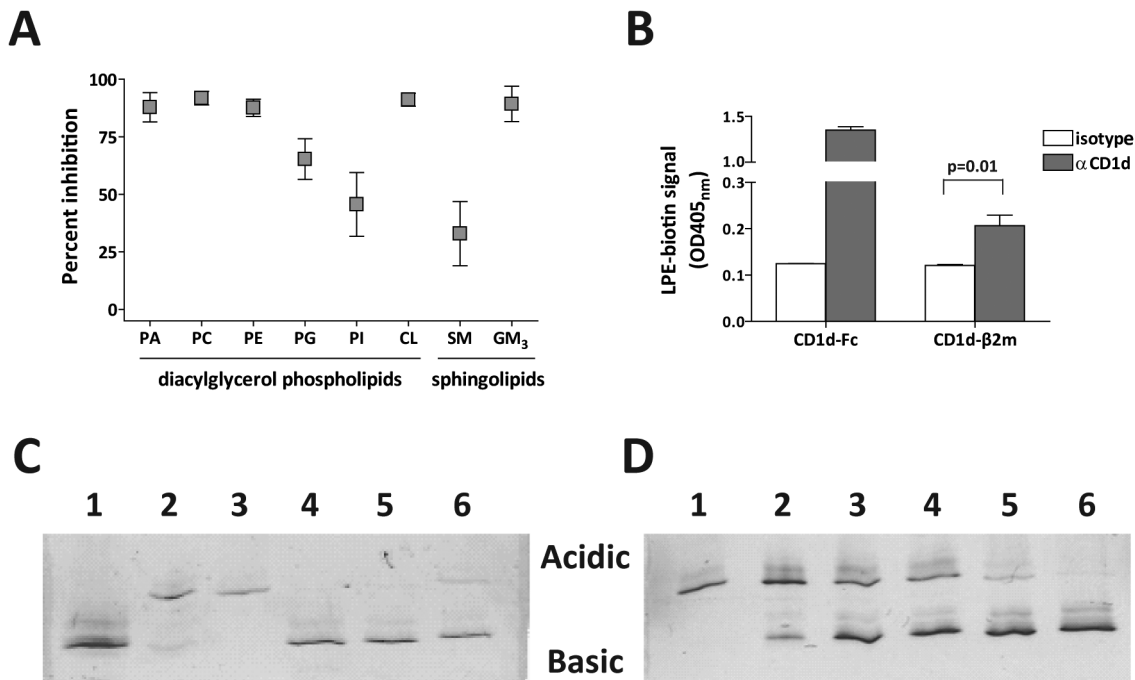 A
Percent inhibition
100
75
50
25
0
PA PC PE PG PI CL SM GM₃
diacylglycerol phospholipids sphingolipids
B
LPE-biotin signal
(OD405nm)
1.5
1.0
0.3
0.2
0.1
0.0
p=0.01
isotype
αCD1d
CD1d-Fc CD1d-β2m
C
1 2 3 4 5 6
Acidic
Basic
D
1 2 3 4 5 6